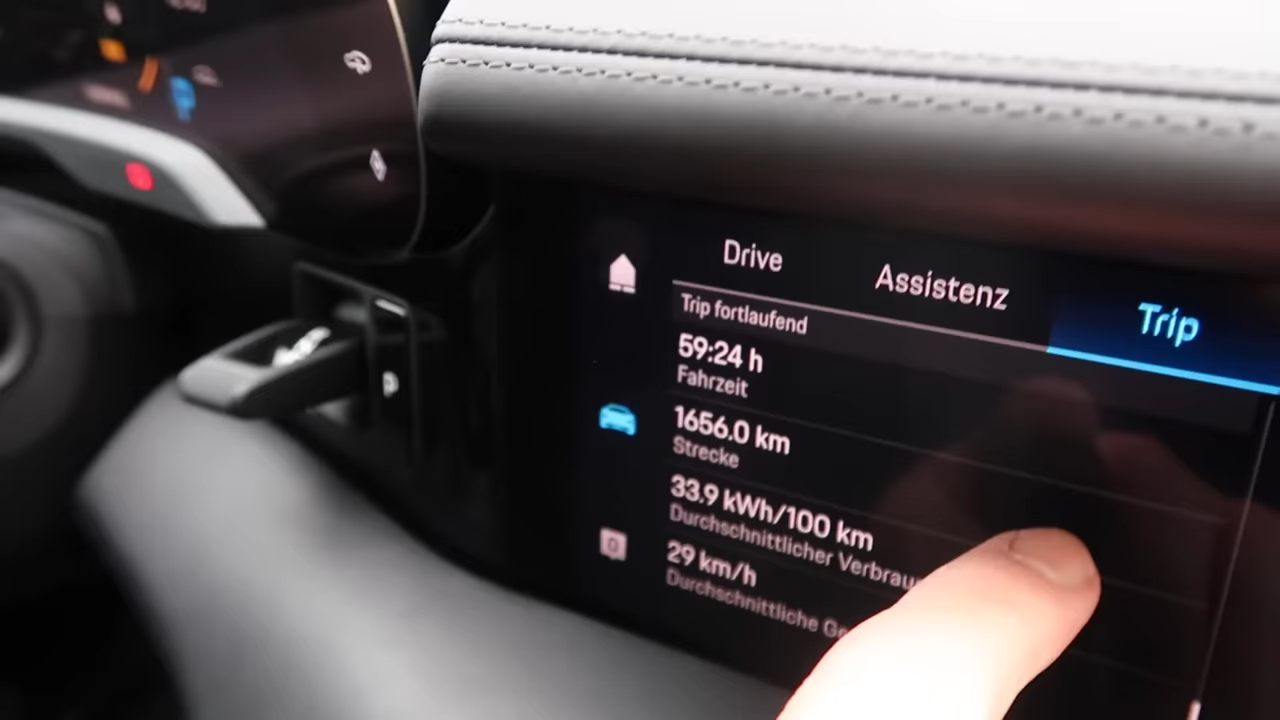 Drive
Assistenz
Trip
Trip fortlaufend
59:24 h
Fahrzeit
1656.0 km
Strecke
33.9 kWh/100 km
Durchschnittlicher
29 km/h
Durchschnittliche
P